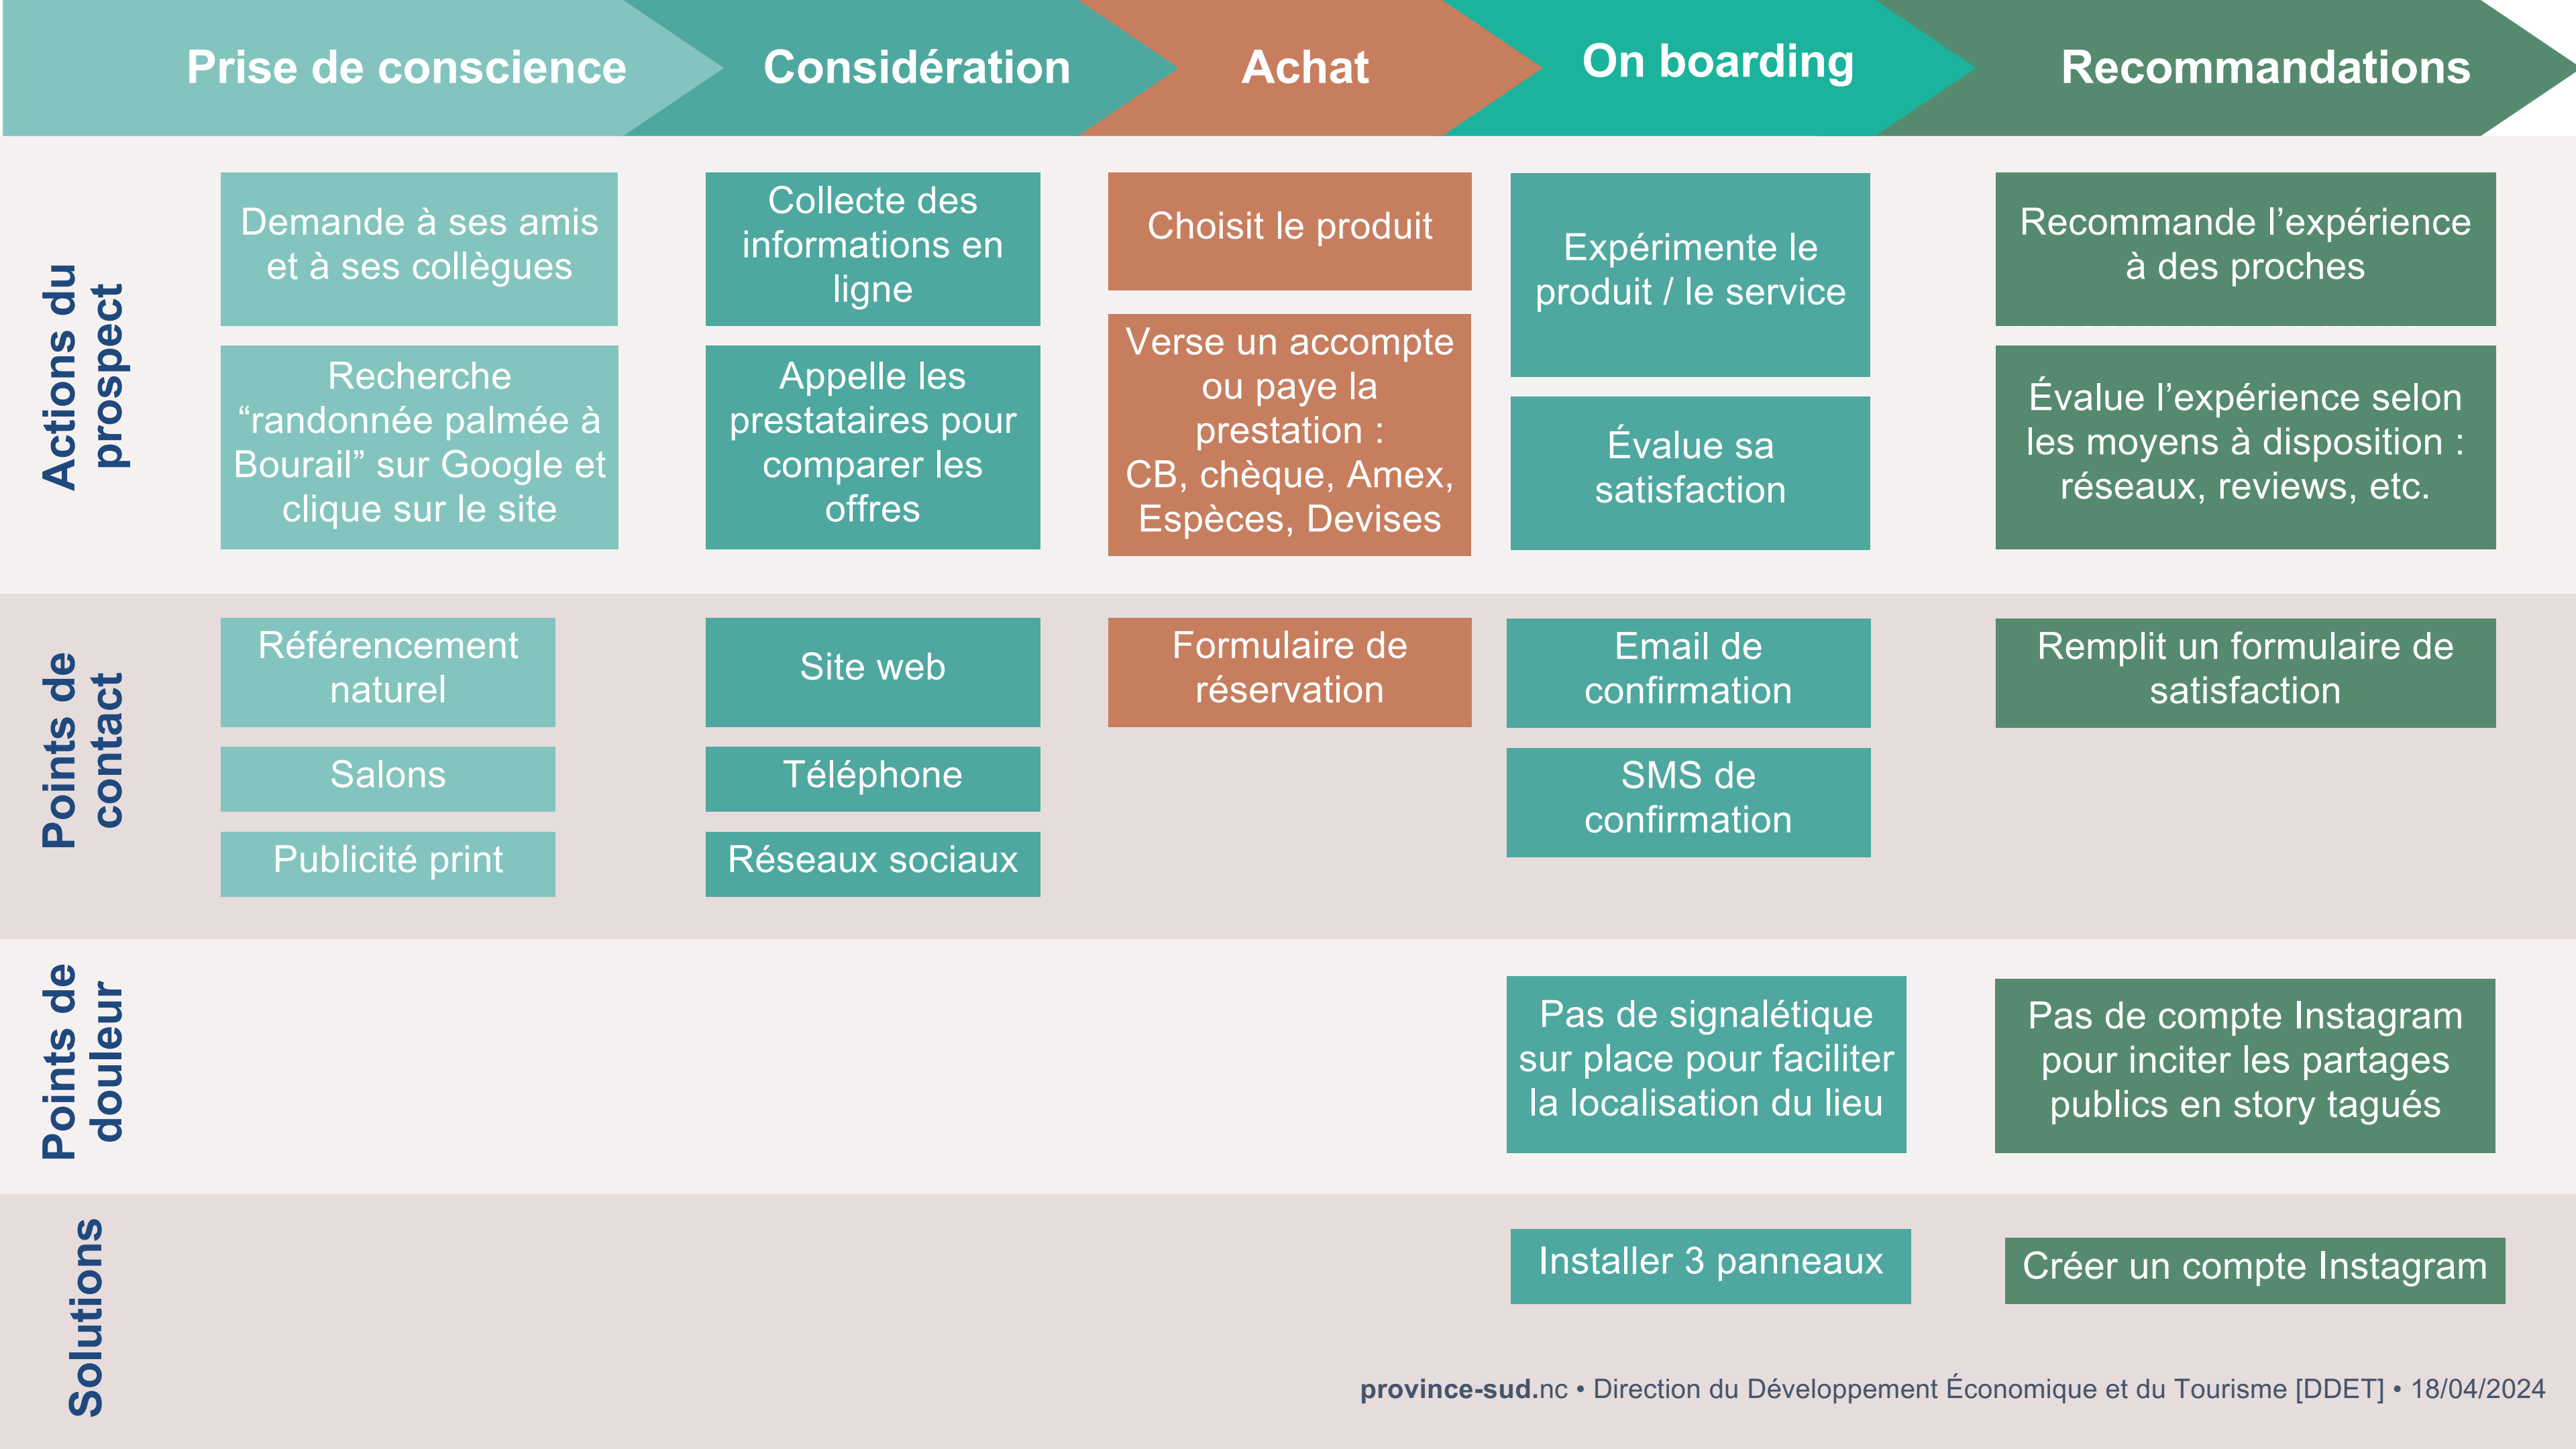 Prise de conscience
Considération
Achat
On boarding
Recommandations
Actions du
prospect
Demande à ses amis
et à ses collègues
Recherche
“randonnée palmée à
Bourail” sur Google et
clique sur le site
Collecte des
informations en
ligne
Appelle les
prestataires pour
comparer les
offres
Choisit le produit
Verse un accompte
ou paye la
prestation :
CB, chèque, Amex,
Espèces, Devises
Expérimente le
produit / le service
Évalue sa
satisfaction
Recommande l’expérience
à des proches
Évalue l’expérience selon
les moyens à disposition :
réseaux, reviews, etc.
Points de
contact
Référencement
naturel
Salons
Publicité print
Site web
Téléphone
Réseaux sociaux
Formulaire de
réservation
Email de
confirmation
SMS de
confirmation
Remplit un formulaire de
satisfaction
Points de
douleur
Pas de signalétique
sur place pour faciliter
la localisation du lieu
Pas de compte Instagram
pour inciter les partages
publics en story tagués
Solutions
Installer 3 panneaux
Créer un compte Instagram
province-sud.nc • Direction du Développement Économique et du Tourisme [DDET] • 18/04/2024